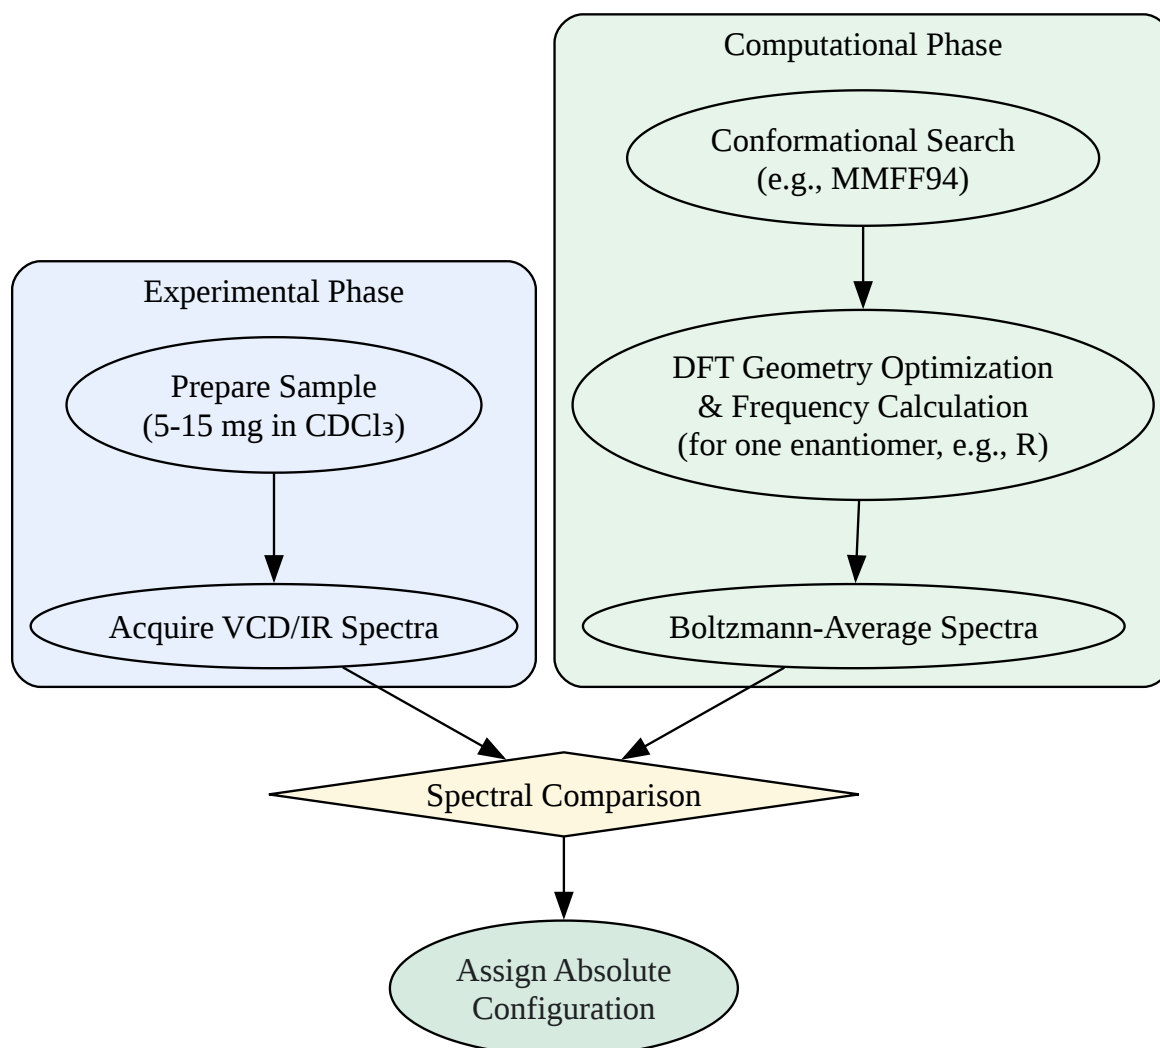 Computational Phase
Conformational Search
(e.g., MMFF94)
DFT Geometry Optimization
& Frequency Calculation
(for one enantiomer, e.g., R)
Boltzmann-Average Spectra
Experimental Phase
Prepare Sample
(5-15 mg in CDCl₃)
Acquire VCD/IR Spectra
Spectral Comparison
Assign Absolute
Configuration